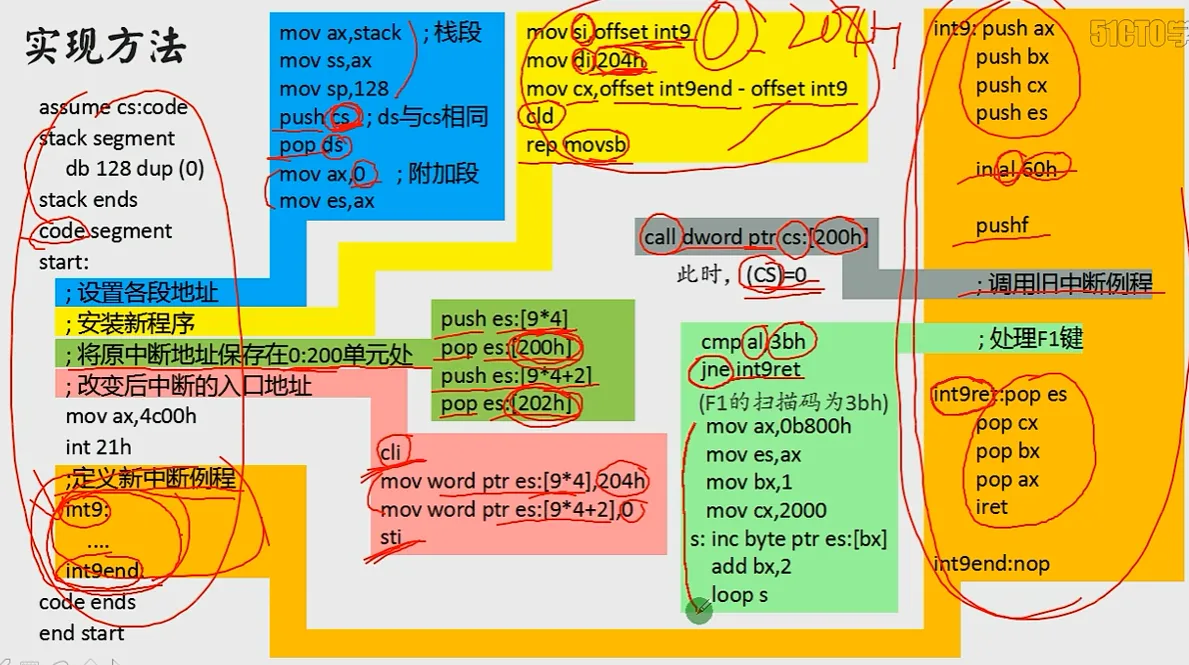 实现方法
assume cs:code
stack segment
db 128 dup (0)
stack ends
code segment
start:
; 设置各段地址
; 安装新程序
; 将原中断地址保存在0:200单元处
; 改变后中断的入口地址
mov ax,4c00h
int 21h
;定义新中断例程
int9:
....
int9end:
code ends
end start
mov ax,stack ; 栈段
mov ss,ax
mov sp,128
push cs ; ds与cs相同
pop ds
mov ax,0 ; 附加段
mov es,ax
mov si,offset int9
mov di,204h
mov cx,offset int9end - offset int9
cld
rep movsb
204H
push es:[9*4]
pop es:[200h]
push es:[9*4+2]
pop es:[202h]
cli
mov word ptr es:[9*4],204h
mov word ptr es:[9*4+2],0
sti
call dword ptr cs:[200h]
此时，(CS)=0
cmp al,3bh
jne int9ret
(F1的扫描码为3bh)
mov ax,0b800h
mov es,ax
mov bx,1
mov cx,2000
s: inc byte ptr es:[bx]
add bx,2
loop s
int9: push ax
push bx
push cx
push es
in al,60h
pushf
; 调用旧中断例程
; 处理F1键
int9ret:pop es
pop cx
pop bx
pop ax
iret
int9end:nop
51CTO学